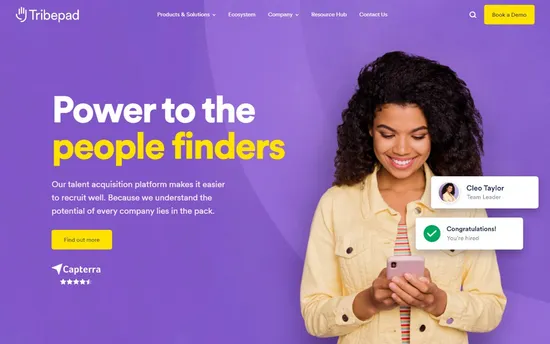 Tribepad
Products & Solutions
Ecosystem
Company
Resource Hub
Contact Us
Book a Demo
Power to the
people finders
Our talent acquisition platform makes it easier
to recruit well. Because we understand the
potential of every company lies in the pack.
Find out more
Capterra
Cleo Taylor
Team Leader
Congratulations!
You're hired